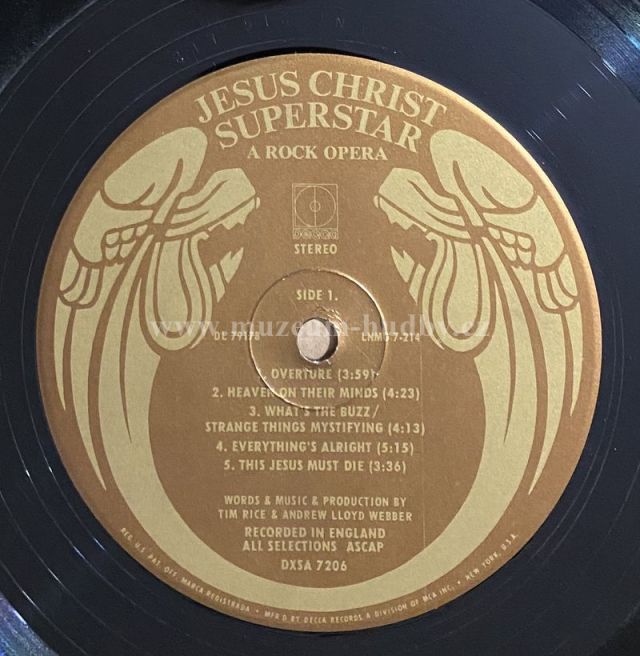 JESUS CHRIST
SUPERSTAR
A ROCK OPERA
STEREO
SIDE 1.
www.muzeum-hudby.cz
DL 79178
LNMG 7-214
1. OVERTURE (3:59)
2. HEAVEN ON THEIR MINDS (4:23)
3. WHAT'S THE BUZZ/
STRANGE THINGS MYSTIFYING (4:13)
4. EVERYTHING'S ALRIGHT (5:15)
5. THIS JESUS MUST DIE (3:36)
WORDS & MUSIC & PRODUCTION BY
TIM RICE & ANDREW LLOYD WEBBER
RECORDED IN ENGLAND
ALL SELECTIONS ASCAP
DXSA 7206
REG. U.S. PAT. OFF. MARCA REGISTRADA • MF'G D BY DECCA RECORDS A DIVISION OF MCA INC. • NEW YORK, U.S.A.